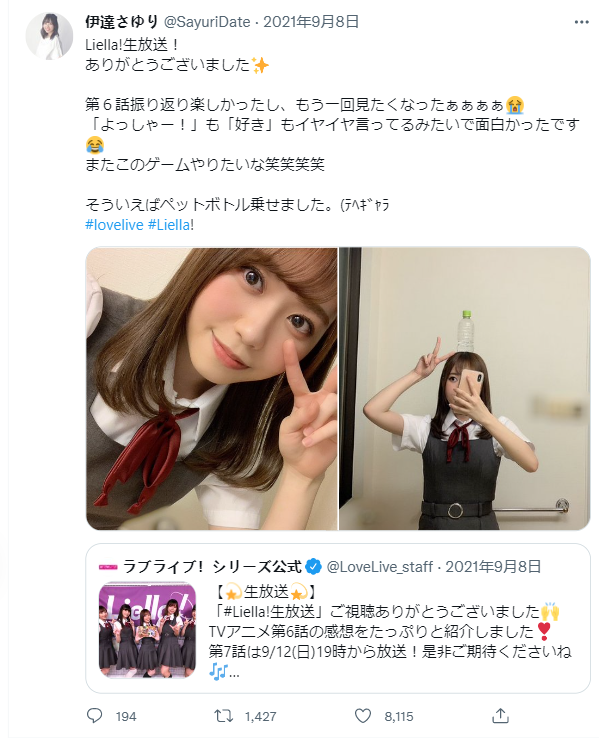 伊達さゆり @SayuriDate · 2021年9月8日
Liella!生放送！
ありがとうございました✨
第６話振り返り楽しかったし、もう一回見たくなったぁぁぁぁ😭
「よっしゃー！」も「好き」もイヤイヤ言ってるみたいで面白かったです
😂
またこのゲームやりたいな笑笑笑笑
そういえばペットボトル乗せました。(ﾃﾍｷﾞｬﾗ
#lovelive #Liella!
ラブライブ！シリーズ公式 @LoveLive_staff · 2021年9月8日
Liella!
【💫生放送💫】
「#Liella!生放送」ご視聴ありがとうございました🙌
TVアニメ第6話の感想をたっぷりと紹介しました❣
第7話は9/12(日)19時から放送！是非ご期待くださいね
🎶...
194 1,427 8,115